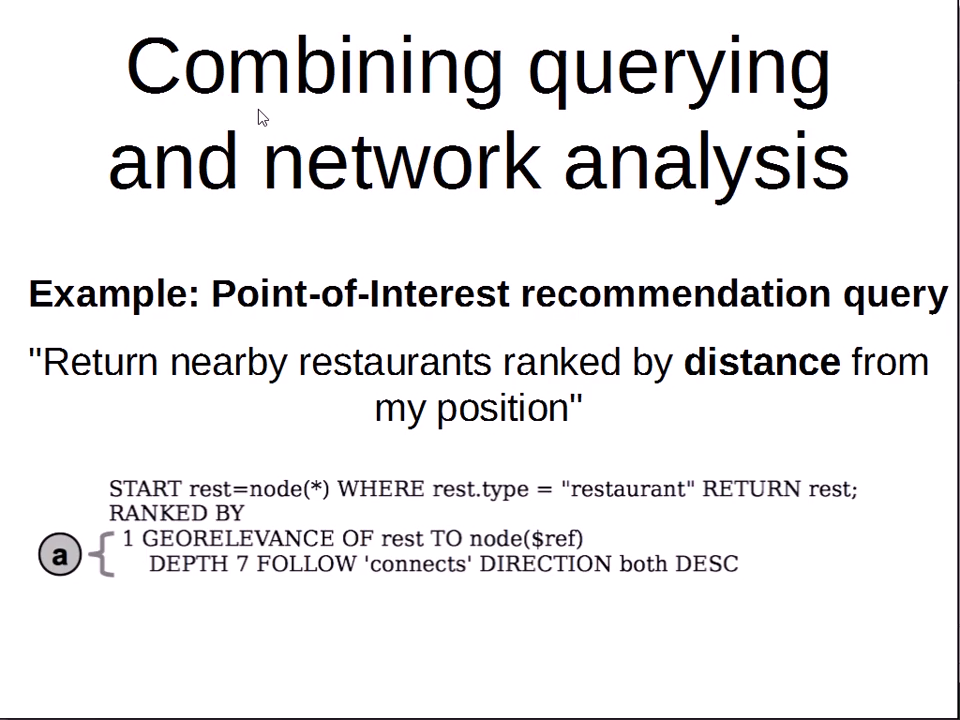 Combining querying
and network analysis
Example: Point-of-Interest recommendation query
"Return nearby restaurants ranked by distance from
my position"
START rest=node(*) WHERE rest.type = "restaurant" RETURN rest;
RANKED BY
1 GEORELEVANCE OF rest TO node($ref)
a
DEPTH 7 FOLLOW 'connects' DIRECTION both DESC